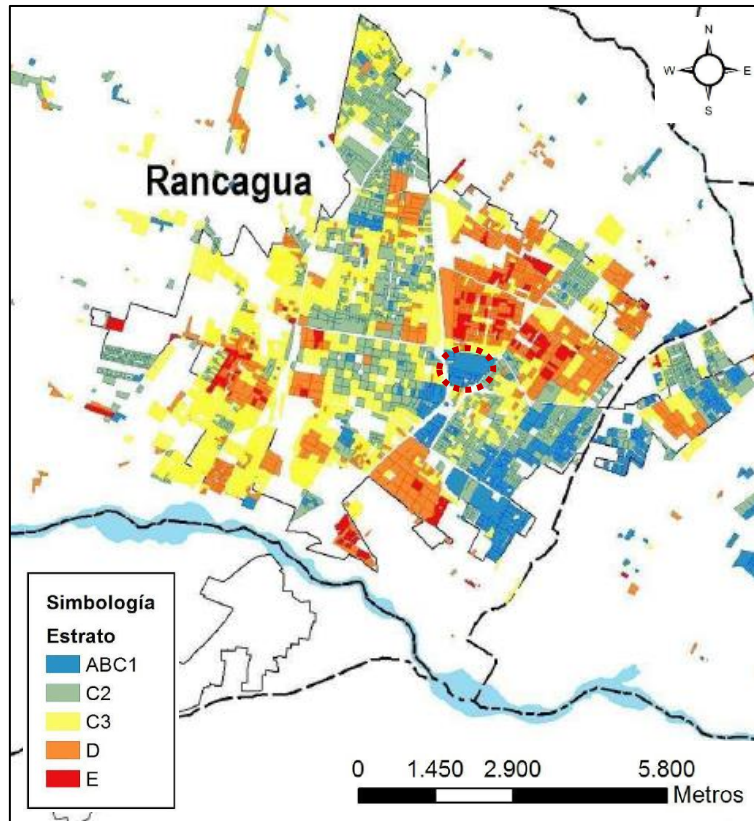 N
W E
S
Rancagua
Simbología
Estrato
ABC1
C2
C3
D
E
0 1.450 2.900 5.800
Metros